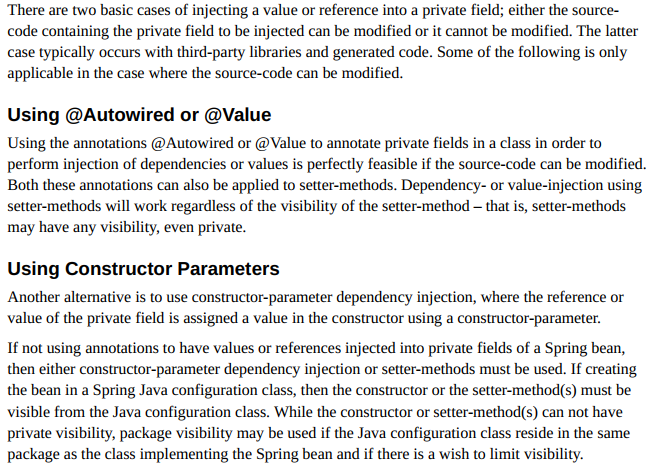 There are two basic cases of injecting a value or reference into a private field; either the source-
code containing the private field to be injected can be modified or it cannot be modified. The latter
case typically occurs with third-party libraries and generated code. Some of the following is only
applicable in the case where the source-code can be modified.
Using @Autowired or @Value
Using the annotations @Autowired or @Value to annotate private fields in a class in order to
perform injection of dependencies or values is perfectly feasible if the source-code can be modified.
Both these annotations can also be applied to setter-methods. Dependency- or value-injection using
setter-methods will work regardless of the visibility of the setter-method – that is, setter-methods
may have any visibility, even private.
Using Constructor Parameters
Another alternative is to use constructor-parameter dependency injection, where the reference or
value of the private field is assigned a value in the constructor using a constructor-parameter.
If not using annotations to have values or references injected into private fields of a Spring bean,
then either constructor-parameter dependency injection or setter-methods must be used. If creating
the bean in a Spring Java configuration class, then the constructor or the setter-method(s) must be
visible from the Java configuration class. While the constructor or setter-method(s) can not have
private visibility, package visibility may be used if the Java configuration class reside in the same
package as the class implementing the Spring bean and if there is a wish to limit visibility.